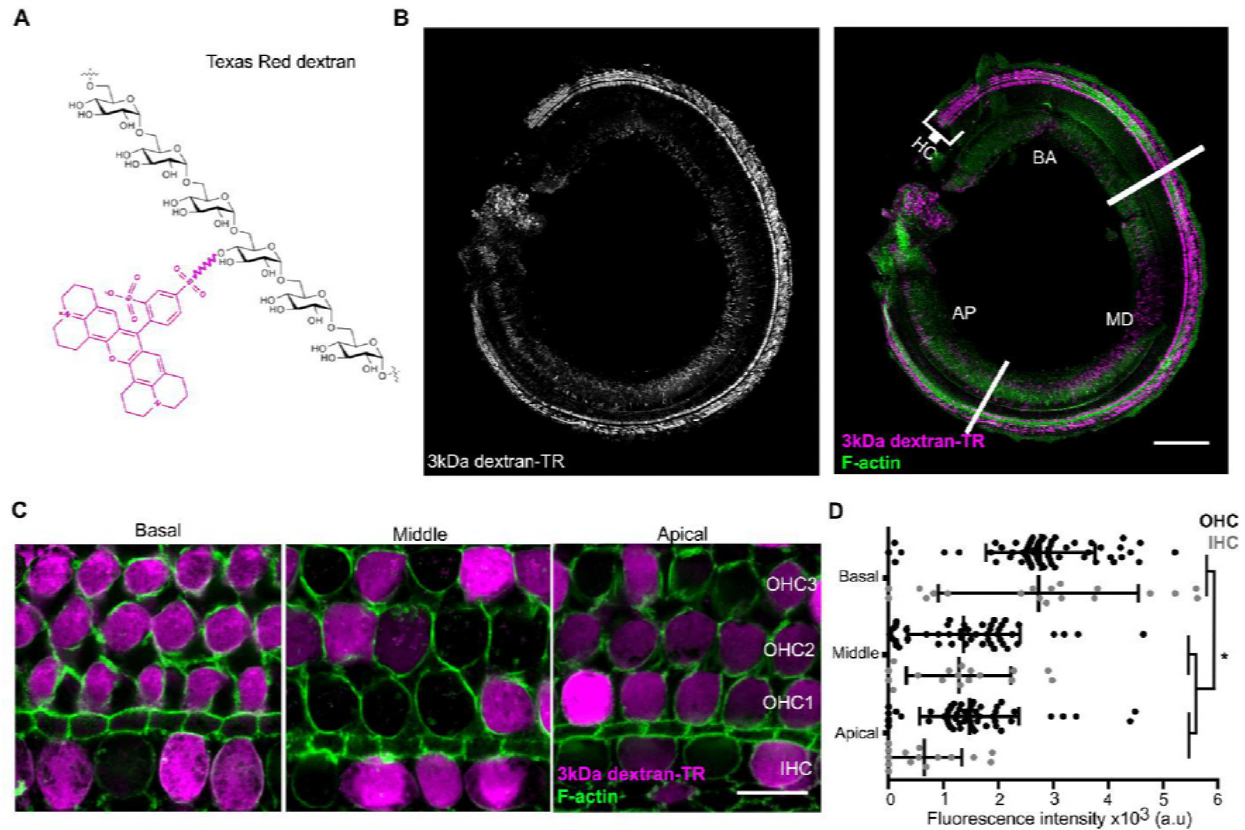 A
Texas Red dextran
B
3kDa dextran-TR
HC
BA
AP
MD
3kDa dextran-TR
F-actin
C
Basal
Middle
Apical
OHC3
OHC2
OHC1
IHC
3kDa dextran-TR
F-actin
D
OHC
IHC
Basal
Middle
Apical
*
0 1 2 3 4 5 6
Fluorescence intensity x10³ (a.u)